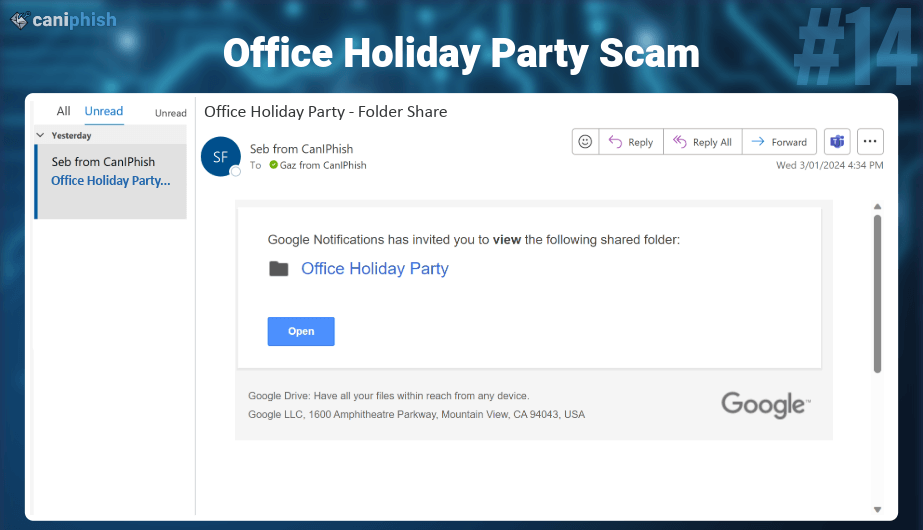 caniphish
#14
Office Holiday Party Scam
All Unread Unread
Yesterday
Seb from CanIPhish
Office Holiday Party...
Office Holiday Party - Folder Share
SF
Seb from CanIPhish
To Gaz from CanIPhish
Reply Reply All Forward
Wed 3/01/2024 4:34 PM
Google Notifications has invited you to view the following shared folder:
Office Holiday Party
Open
Google Drive: Have all your files within reach from any device.
Google LLC, 1600 Amphitheatre Parkway, Mountain View, CA 94043, USA
Google™